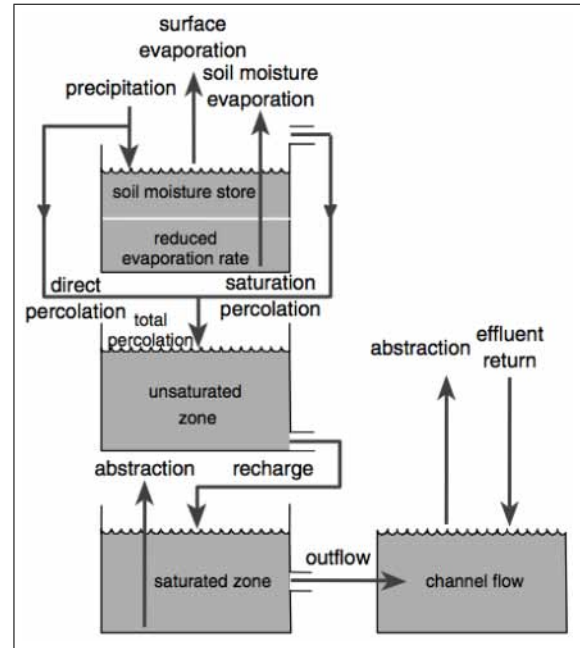 surface
evaporation
soil moisture
evaporation
precipitation
soil moisture store
reduced
evaporation rate
direct
percolation
saturation
percolation
total
percolation
unsaturated
zone
abstraction
effluent
return
abstraction
recharge
saturated zone
outflow
channel flow